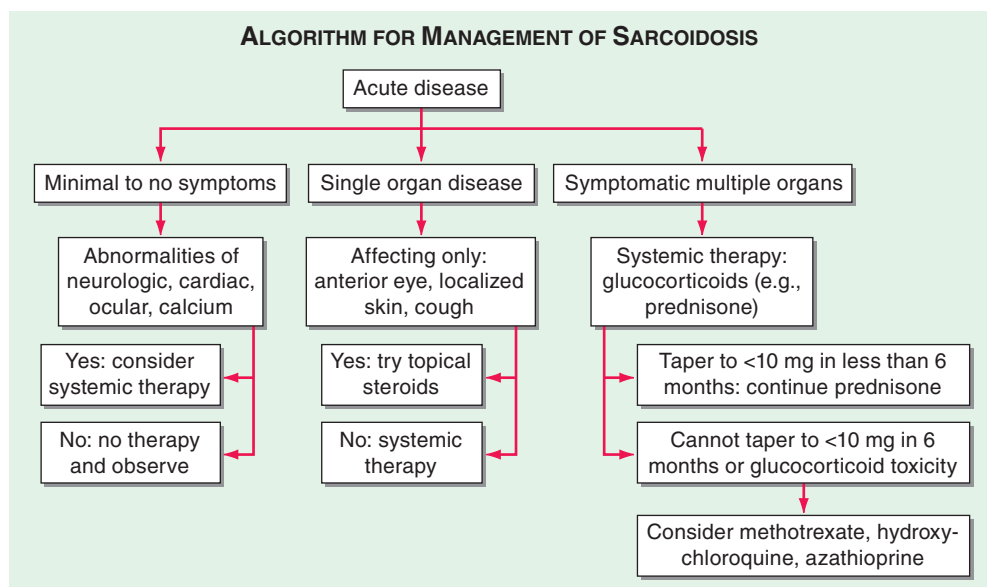 ALGORITHM FOR MANAGEMENT OF SARCOIDOSIS
Acute disease
Minimal to no symptoms
Single organ disease
Symptomatic multiple organs
Abnormalities of
neurologic, cardiac,
ocular, calcium
Affecting only:
anterior eye, localized
skin, cough
Systemic therapy:
glucocorticoids (e.g.,
prednisone)
Yes: consider
systemic therapy
Yes: try topical
steroids
Taper to <10 mg in less than 6
months: continue prednisone
No: no therapy
and observe
No: systemic
therapy
Cannot taper to <10 mg in 6
months or glucocorticoid toxicity
Consider methotrexate, hydroxy-
chloroquine, azathioprine